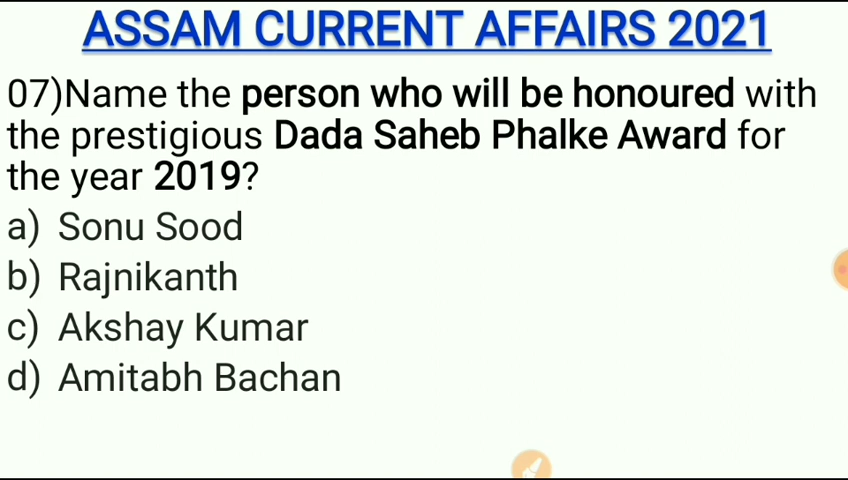 ASSAM CURRENT AFFAIRS 2021
07)Name the person who will be honoured with
the prestigious Dada Saheb Phalke Award for
the year 2019?
a) Sonu Sood
b) Rajnikanth
c) Akshay Kumar
d) Amitabh Bachan